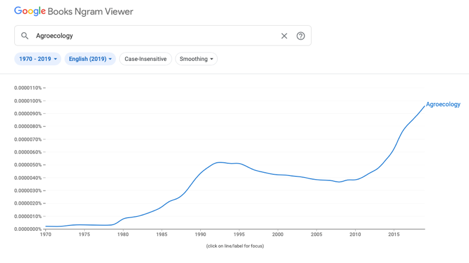 Google Books Ngram Viewer
Agroecology
1970 - 2019 English (2019) Case-Insensitive Smoothing
0.0000110%
0.0000100%
0.0000090%
Agroecology
0.0000080%
0.0000070%
0.0000060%
0.0000050%
0.0000040%
0.0000030%
0.0000020%
0.0000010%
0.0000000%
1970 1975 1980 1985 1990 1995 2000 2005 2010 2015
(click on line/label for focus)